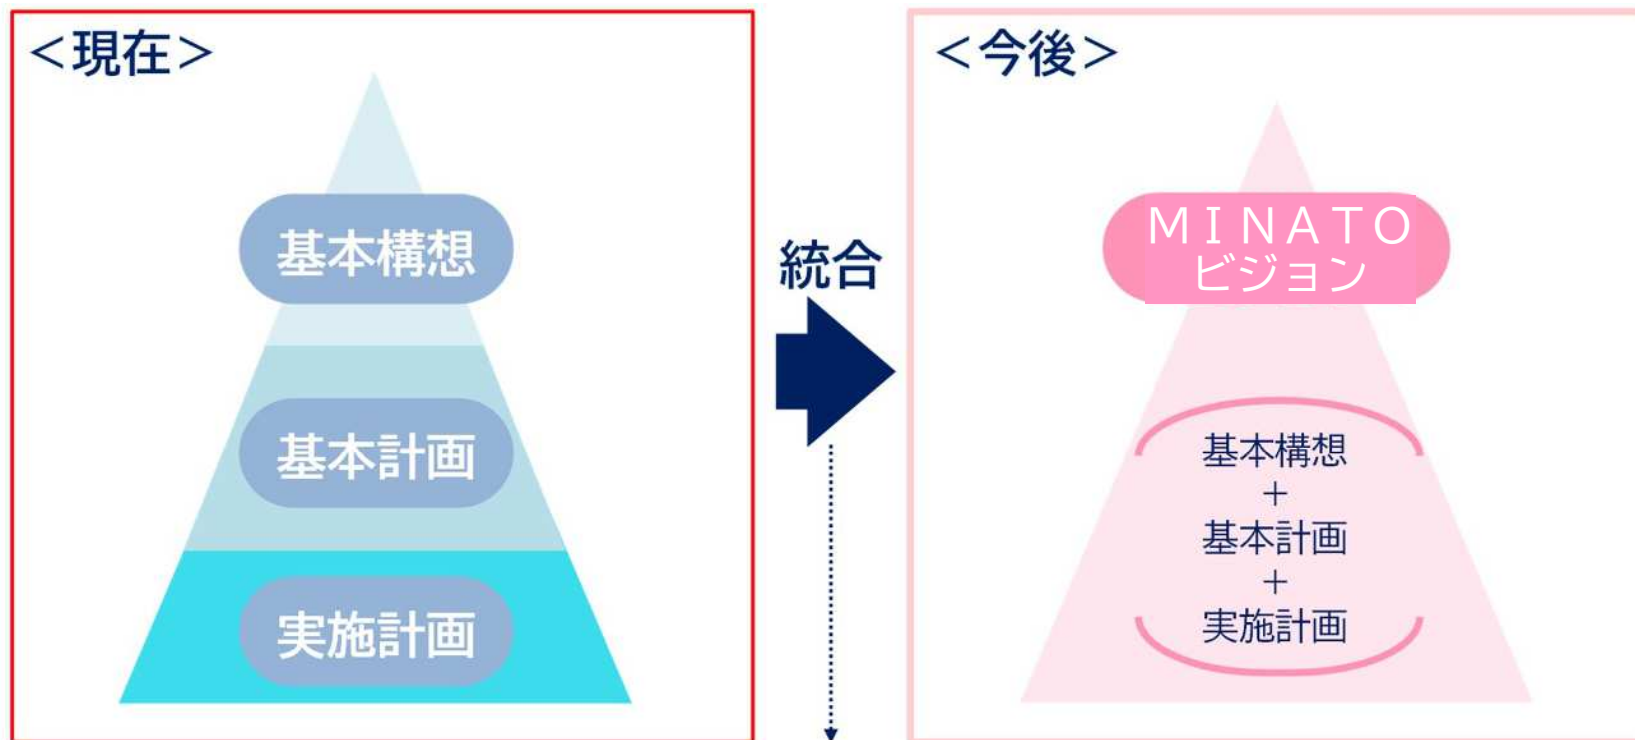 ＜現在＞
基本構想
基本計画
実施計画
統合
＜今後＞
ＭＩＮＡＴＯ
ビジョン
基本構想
＋
基本計画
＋
実施計画